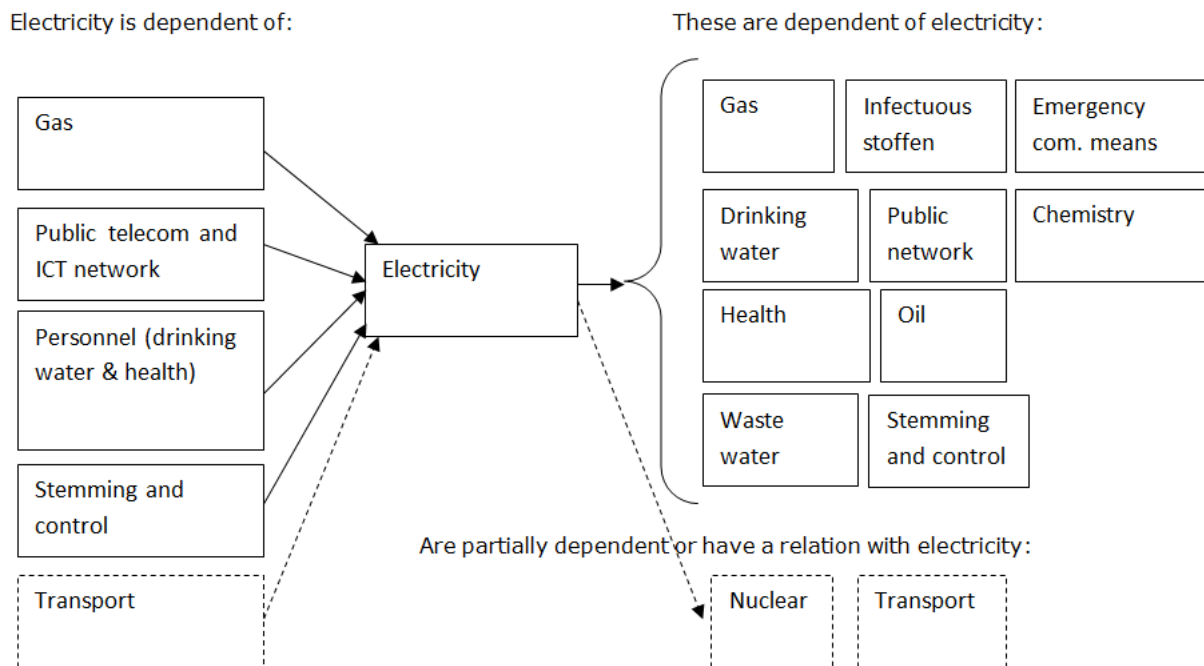 Electricity is dependent of:
These are dependent of electricity:
Gas
Public telecom and
ICT network
Personnel (drinking
water & health)
Stemming and
control
Transport
Electricity
Gas
Infectuous
stoffen
Emergency
com. means
Drinking
water
Public
network
Chemistry
Health
Oil
Waste
water
Stemming
and control
Are partially dependent or have a relation with electricity:
Nuclear
Transport